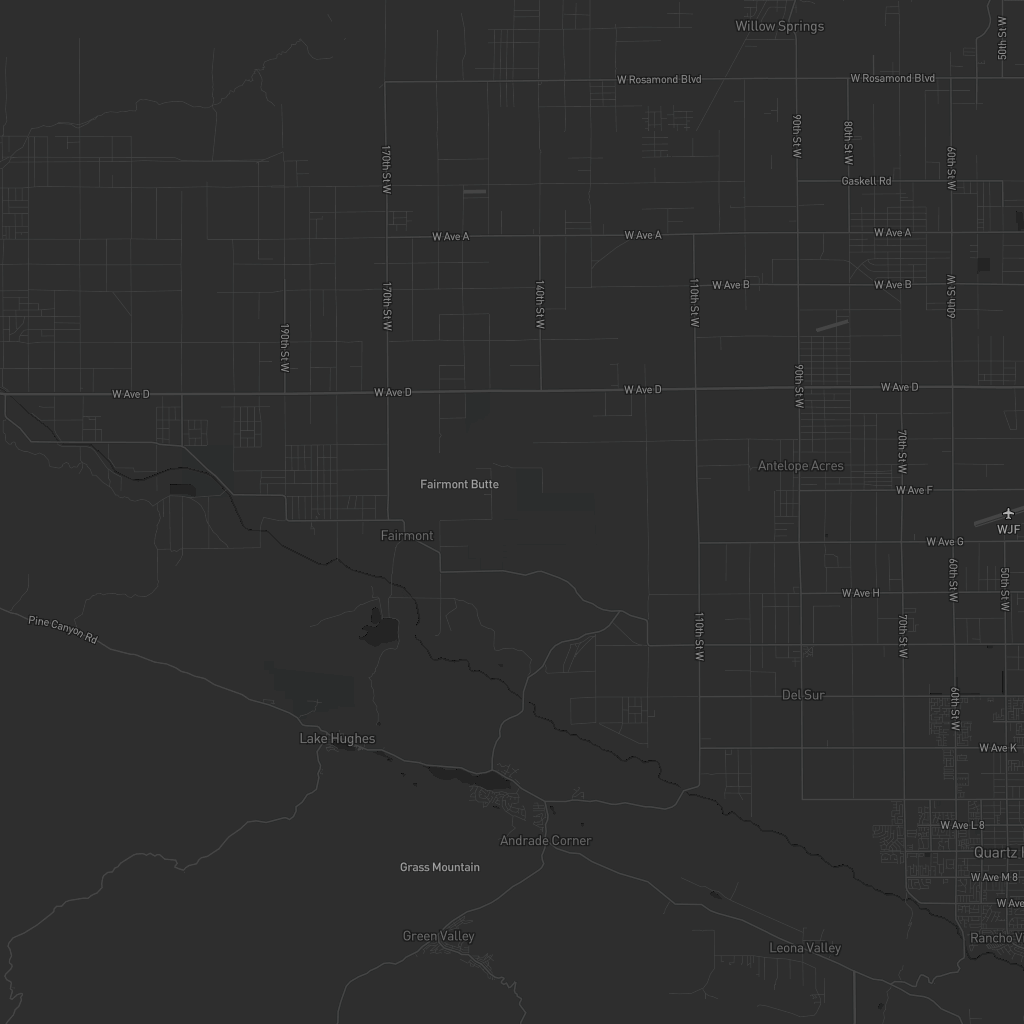 Willow Springs
50th St W
W Rosamond Blvd
W Rosamond Blvd
90th St W
80th St W
170th St W
60th St W
Gaskell Rd
W Ave A
W Ave A
W Ave A
W Ave B
W Ave B
170th St W
140th St W
110th St W
60th St W
190th St W
W Ave D
W Ave D
W Ave D
W Ave D
90th St W
70th St W
Antelope Acres
Fairmont Butte
W Ave F
WJF
Fairmont
W Ave G
60th St W
50th St W
W Ave H
Pine Canyon Rd
110th St W
70th St W
Del Sur
60th St W
Lake Hughes
W Ave K
W Ave L 8
Andrade Corner
Quartz H
Grass Mountain
W Ave M 8
W Ave
Green Valley
Leona Valley
Rancho V